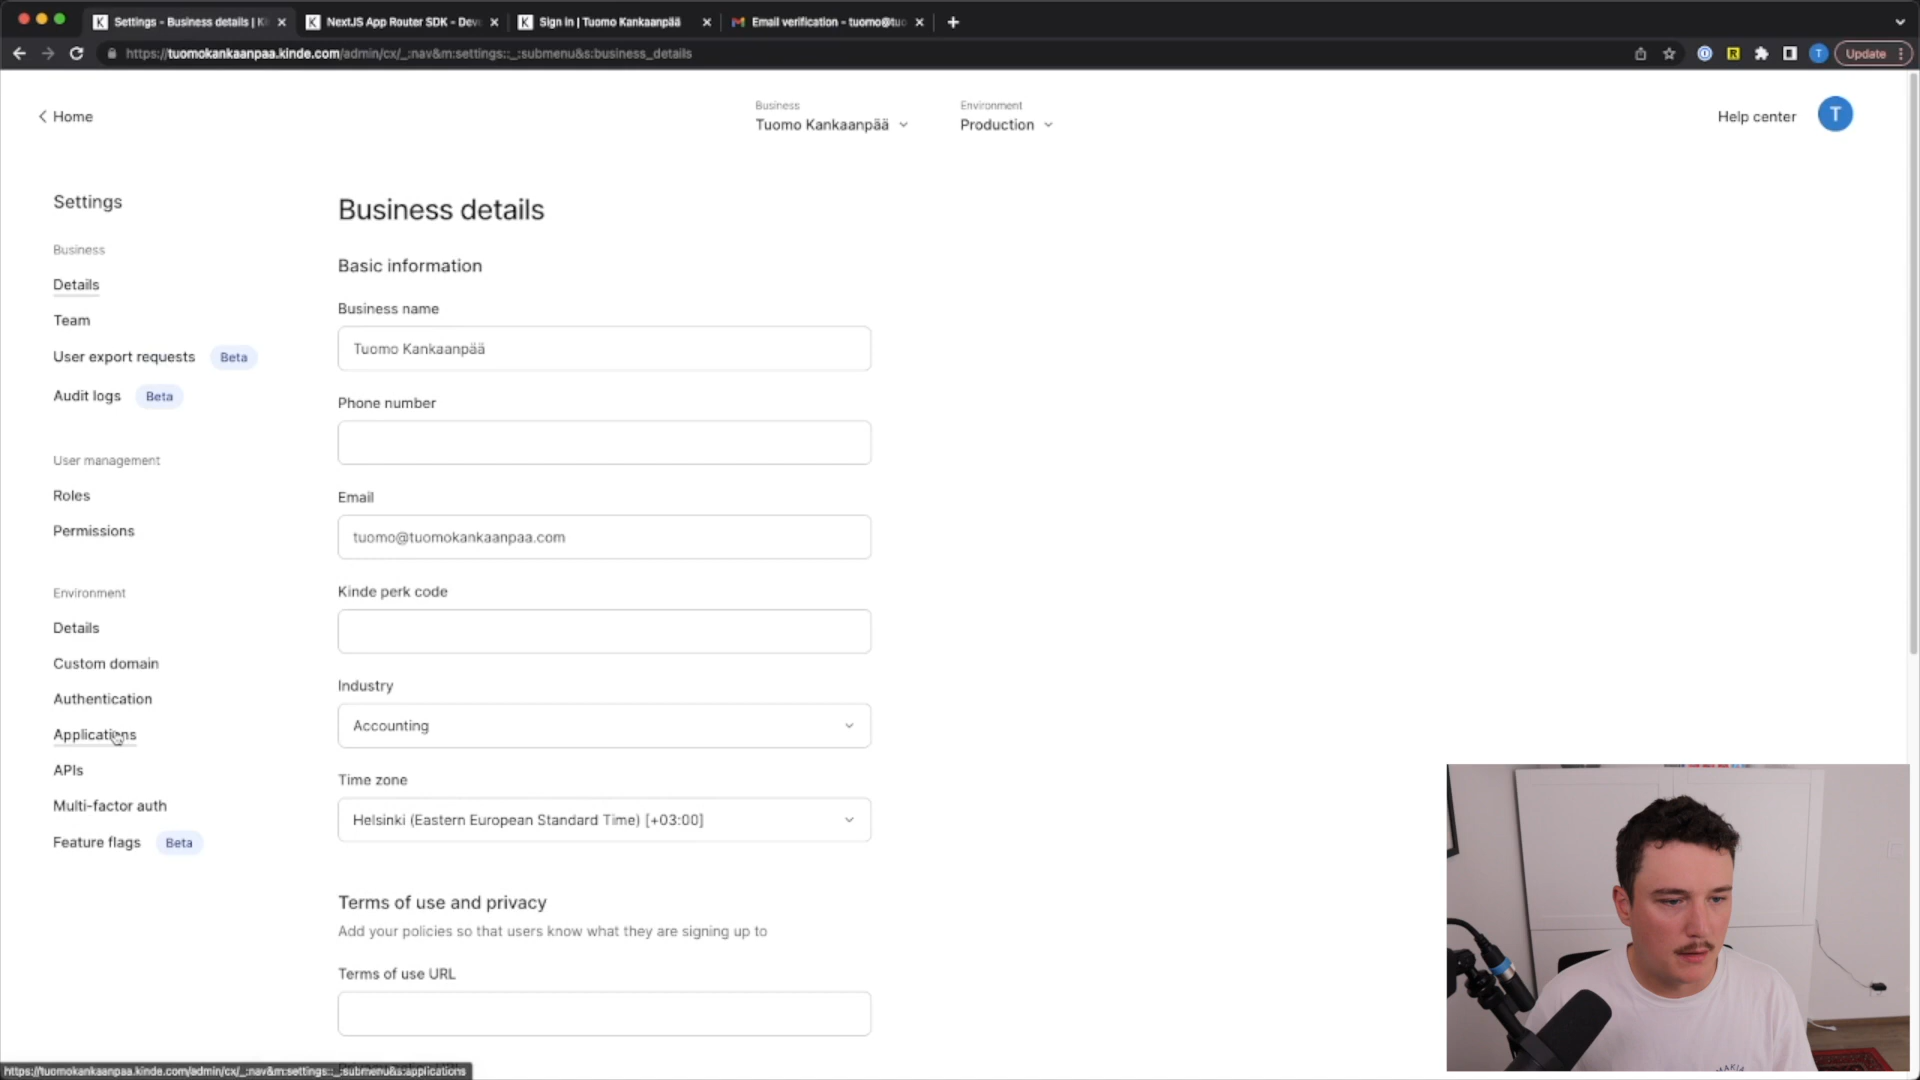 Settings - Business details | Ki
NextJS App Router SDK - Deve
Sign in | Tuomo Kankaanpää
Email verification - tuomo@tuo
https://tuomokankaanpaa.kinde.com/admin/cx/_:nav&m:settings::_:submenu&s:business_details
Update
Home
Business
Tuomo Kankaanpää
Environment
Production
Help center
T
Settings
Business
Details
Team
User export requests Beta
Audit logs Beta
User management
Roles
Permissions
Environment
Details
Custom domain
Authentication
Applications
APIs
Multi-factor auth
Feature flags Beta
Business details
Basic information
Business name
Tuomo Kankaanpää
Phone number
Email
tuomo@tuomokankaanpaa.com
Kinde perk code
Industry
Accounting
Time zone
Helsinki (Eastern European Standard Time) [+03:00]
Terms of use and privacy
Add your policies so that users know what they are signing up to
Terms of use URL
https://tuomokankaanpaa.kinde.com/admin/cx/_:nav&m:settings::_:submenu&s:applications